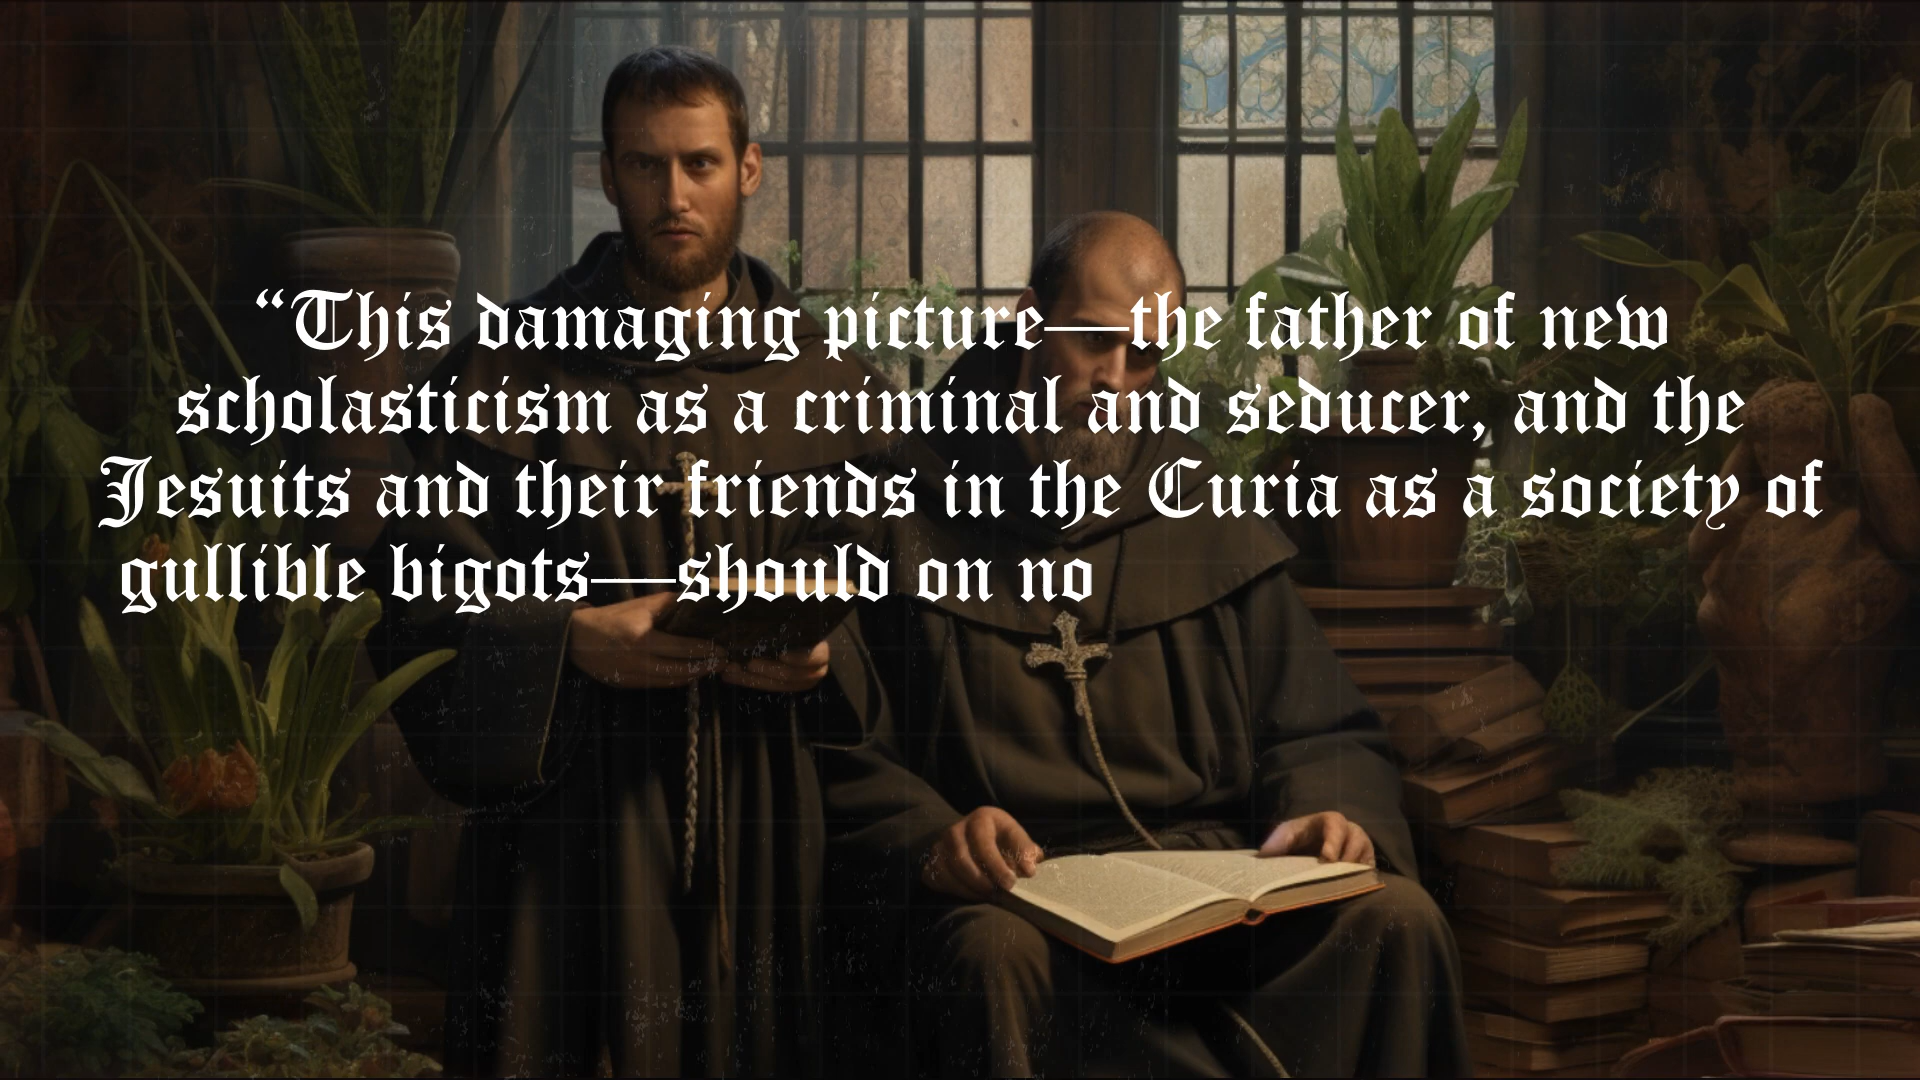 “This damaging picture—the father of new
scholasticism as a criminal and seducer, and the
Jesuits and their friends in the Curia as a society of
gullible bigots—should on no